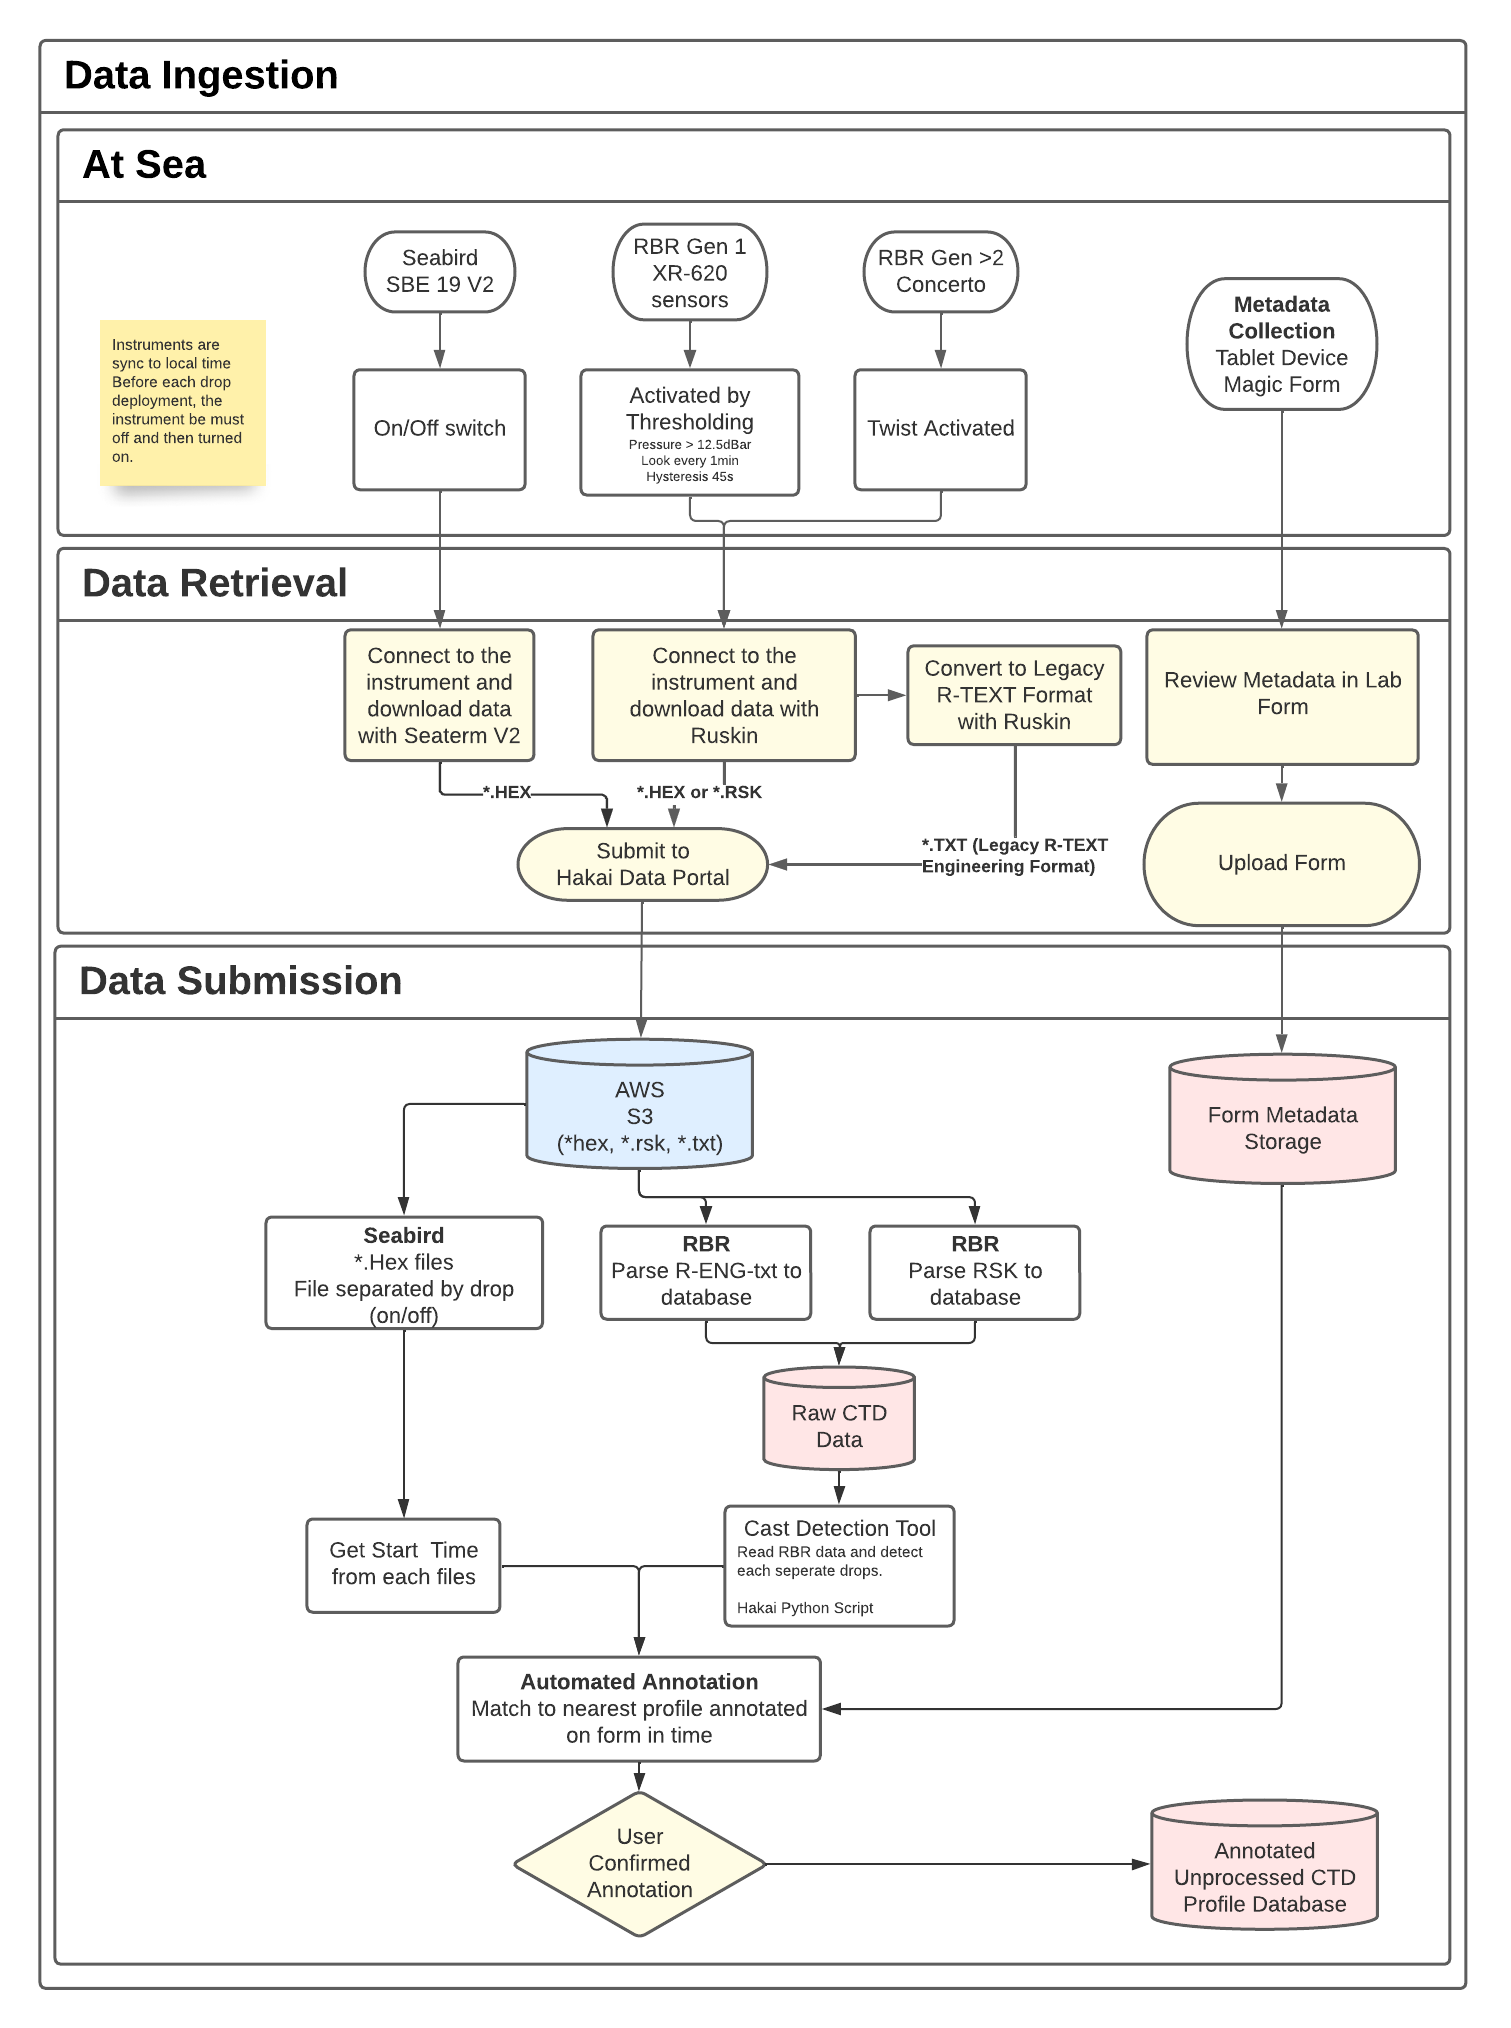 Data Ingestion
At Sea
Seabird
SBE 19 V2
RBR Gen 1
XR-620
sensors
RBR Gen >2
Concerto
Metadata
Collection
Tablet Device
Magic Form
Instruments are
sync to local time
Before each drop
deployment, the
instrument be must
off and then turned
on.
On/Off switch
Activated by
Thresholding
Pressure > 12.5dBar
Look every 1min
Hysteresis 45s
Twist Activated
Data Retrieval
Connect to the
instrument and
download data
with Seaterm V2
Connect to the
instrument and
download data with
Ruskin
Convert to Legacy
R-TEXT Format
with Ruskin
Review Metadata in Lab
Form
*.HEX
*.HEX or *.RSK
*.TXT (Legacy R-TEXT
Engineering Format)
Submit to
Hakai Data Portal
Upload Form
Data Submission
AWS
S3
(*hex, *.rsk, *.txt)
Form Metadata
Storage
Seabird
*.Hex files
File separated by drop
(on/off)
RBR
Parse R-ENG-txt to
database
RBR
Parse RSK to
database
Raw CTD
Data
Get Start  Time
from each files
Cast Detection Tool
Read RBR data and detect
each seperate drops.
Hakai Python Script
Automated Annotation
Match to nearest profile annotated
on form in time
User
Confirmed
Annotation
Annotated
Unprocessed CTD
Profile Database